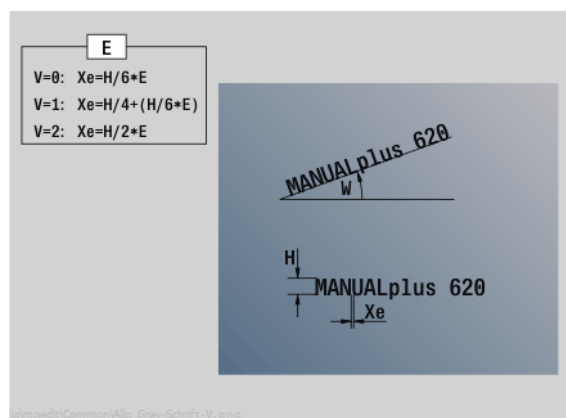 E
V=0: Xe=H/6*E
V=1: Xe=H/4+(H/6*E)
V=2: Xe=H/2*E
MANUALplus 620
W
H
MANUALplus 620
Xe